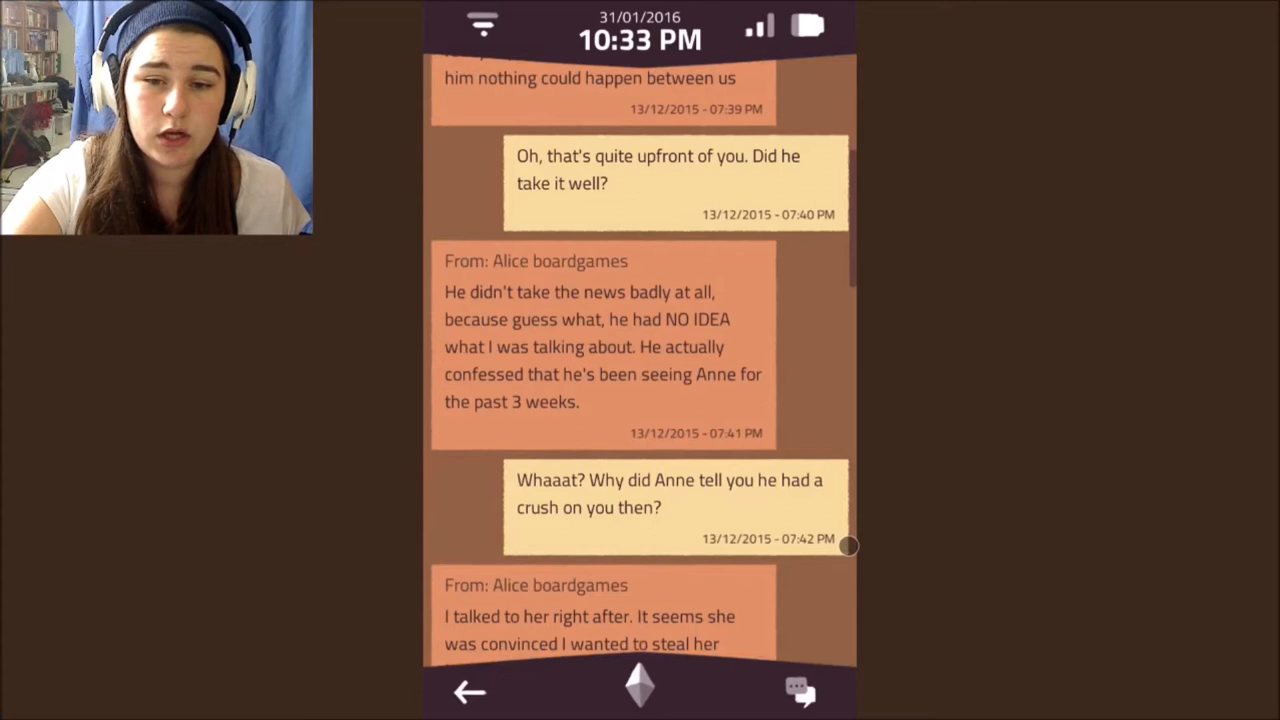 31/01/2016
10:33 PM
him nothing could happen between us
13/12/2015 - 07:39 PM
Oh, that's quite upfront of you. Did he
take it well?
13/12/2015 - 07:40 PM
From: Alice boardgames
He didn't take the news badly at all,
because guess what, he had NO IDEA
what I was talking about. He actually
confessed that he's been seeing Anne for
the past 3 weeks.
13/12/2015 - 07:41 PM
Whaaat? Why did Anne tell you he had a
crush on you then?
13/12/2015 - 07:42 PM
From: Alice boardgames
I talked to her right after. It seems she
was convinced I wanted to steal her